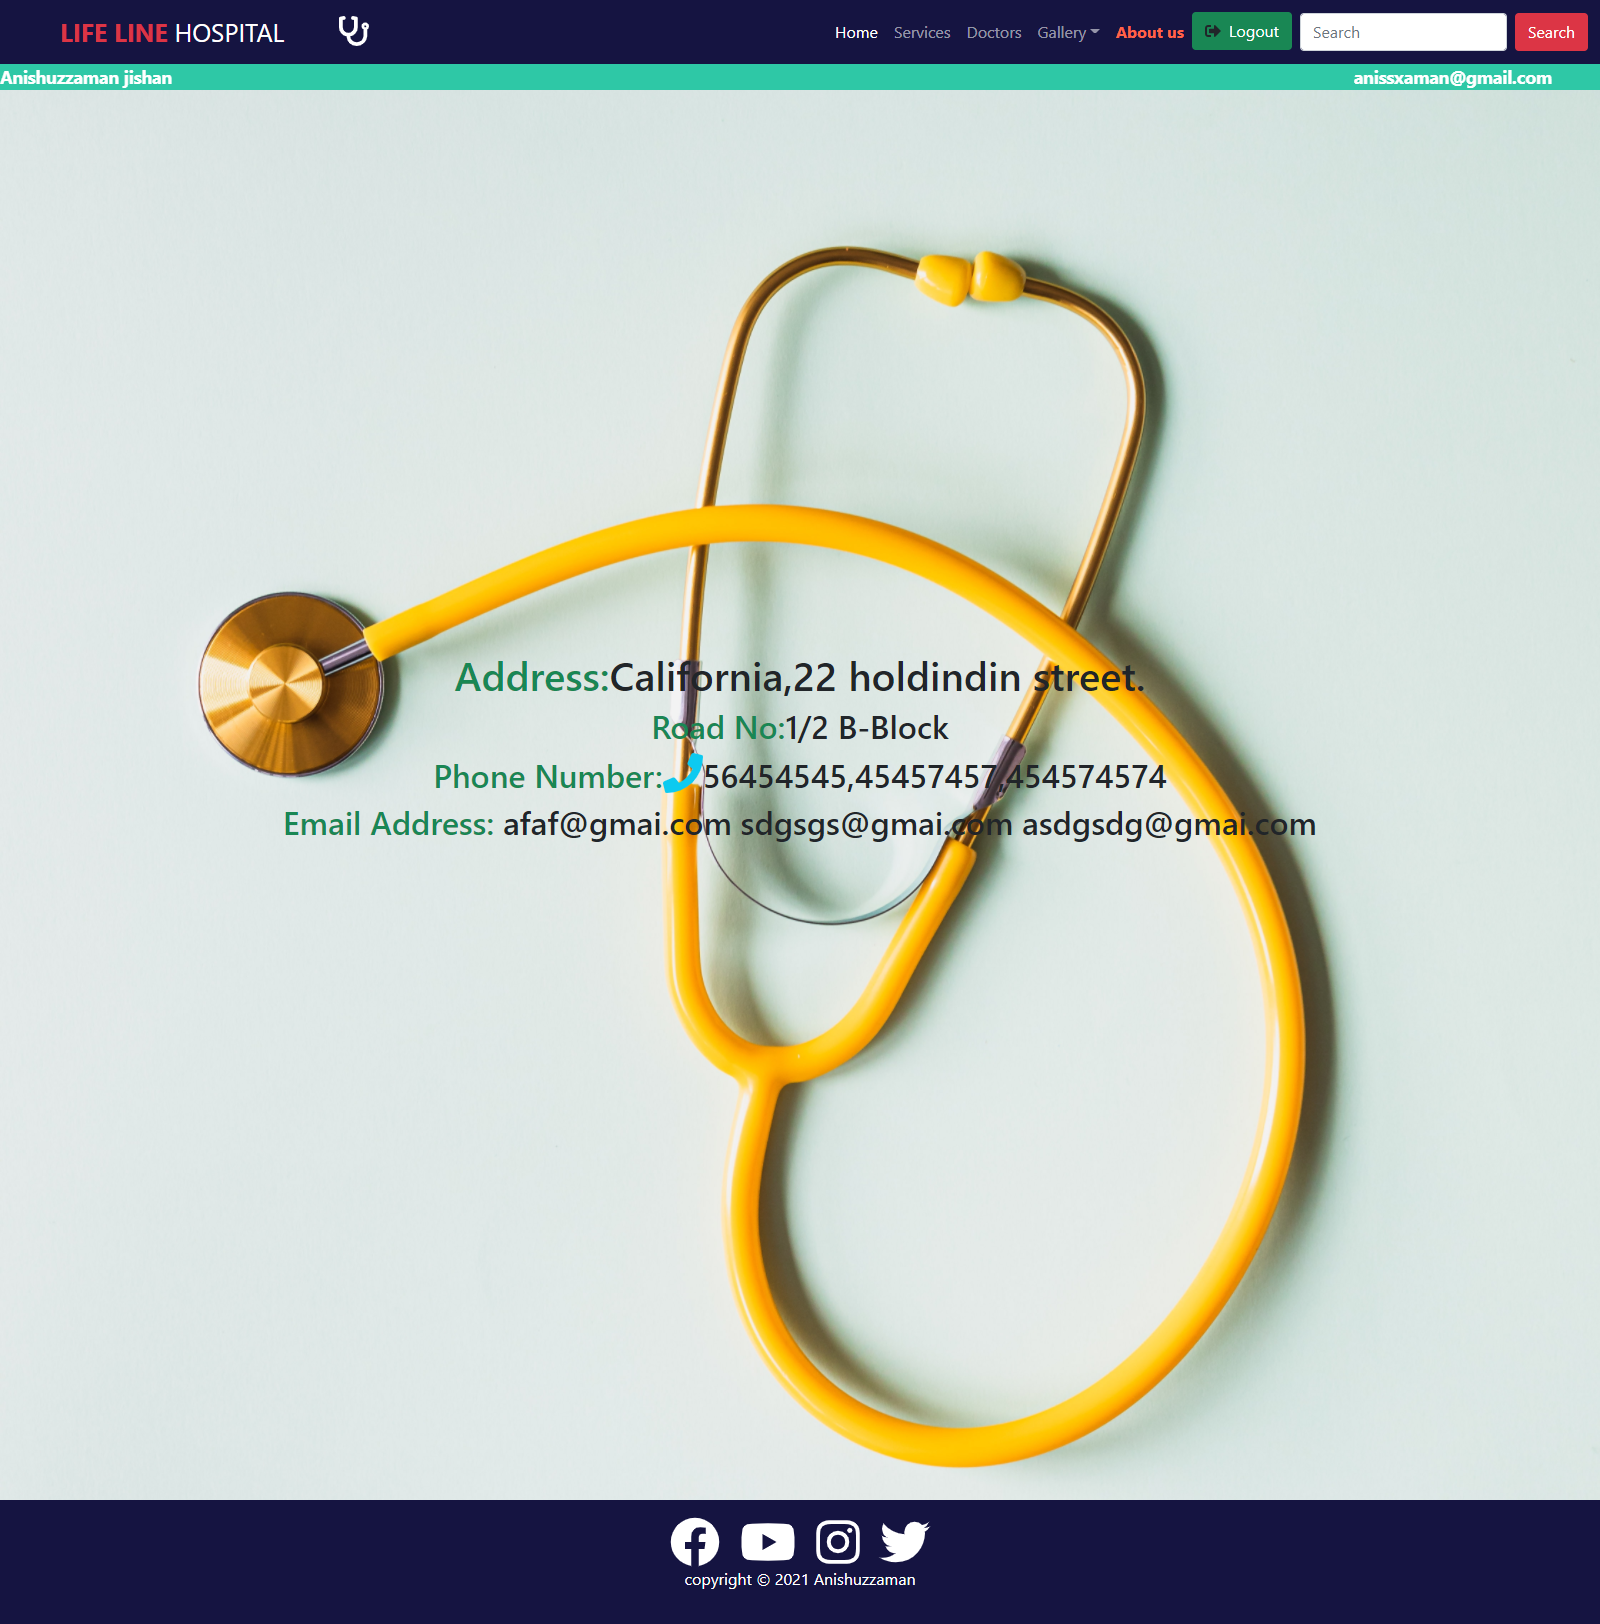 LIFE LINE HOSPITAL
Home Services Doctors Gallery About us Logout Search Search
Anishuzzaman jishan anissxaman@gmail.com
Address:California,22 holdindin street.
Road No:1/2 B-Block
Phone Number:56454545,45457457,454574574
Email Address: afaf@gmai.com sdgsgs@gmai.com asdgsdg@gmai.com
copyright © 2021 Anishuzzaman